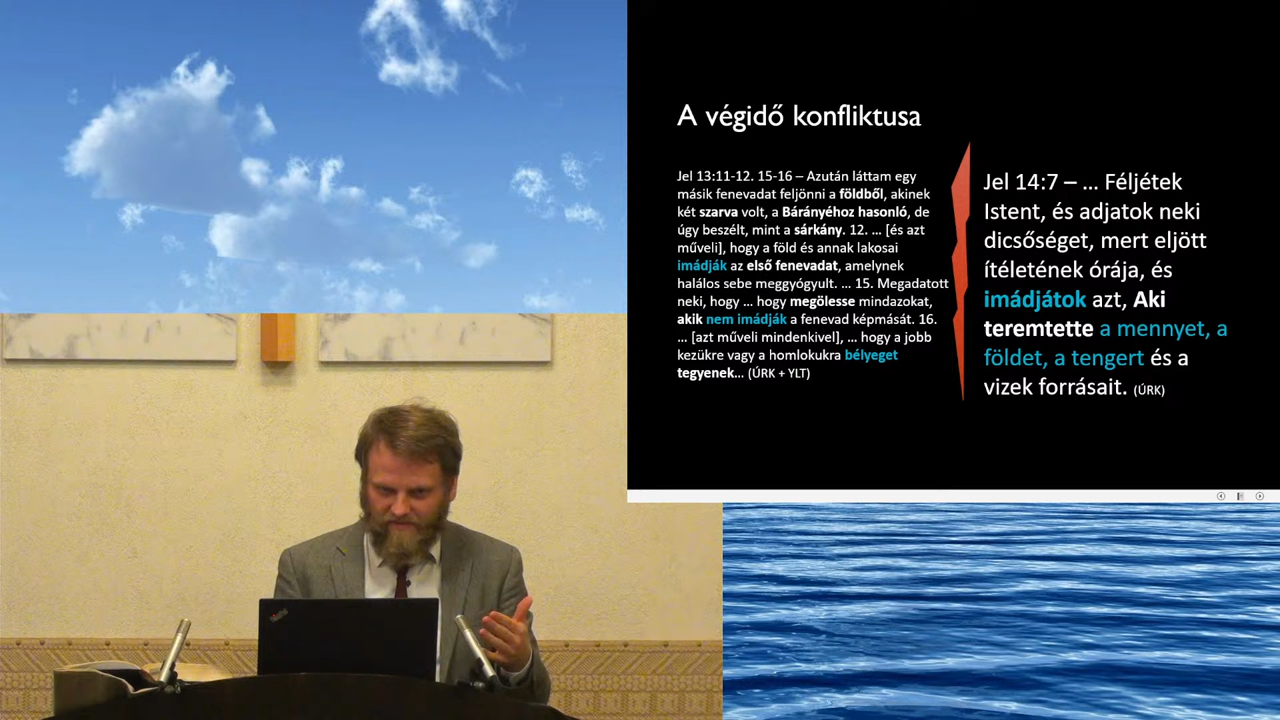 A végidő konfliktusa
Jel 13:11-12. 15-16 – Azután láttam egy
másik fenevadat feljönni a földből, akinek
két szarva volt, a Bárányéhoz hasonló, de
úgy beszélt, mint a sárkány. 12. ... [és azt
műveli], hogy a föld és annak lakosai
imádják az első fenevadat, amelynek
halálos sebe meggyógyult. ... 15. Megadatott
neki, hogy ... hogy megölesse mindazokat,
akik nem imádják a fenevad képmását. 16.
... [azt műveli mindenkivel], ... hogy a jobb
kezükre vagy a homlokukra bélyeget
tegyenek... (ÚRK + YLT)
Jel 14:7 – ... Féljétek
Istent, és adjatok neki
dicsőséget, mert eljött
ítéletének órája, és
imádjátok azt, Aki
teremtette a mennyet, a
földet, a tengert és a
vizek forrásait. (ÚRK)